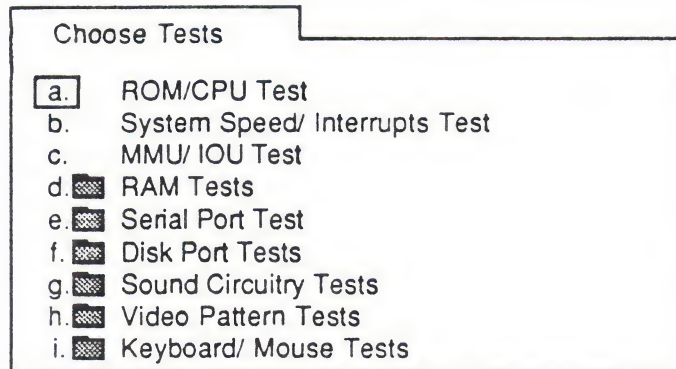 Choose Tests
a. ROM/CPU Test
b. System Speed/ Interrupts Test
c. MMU/ IOU Test
d. RAM Tests
e. Serial Port Test
f. Disk Port Tests
g. Sound Circuitry Tests
h. Video Pattern Tests
i. Keyboard/ Mouse Tests